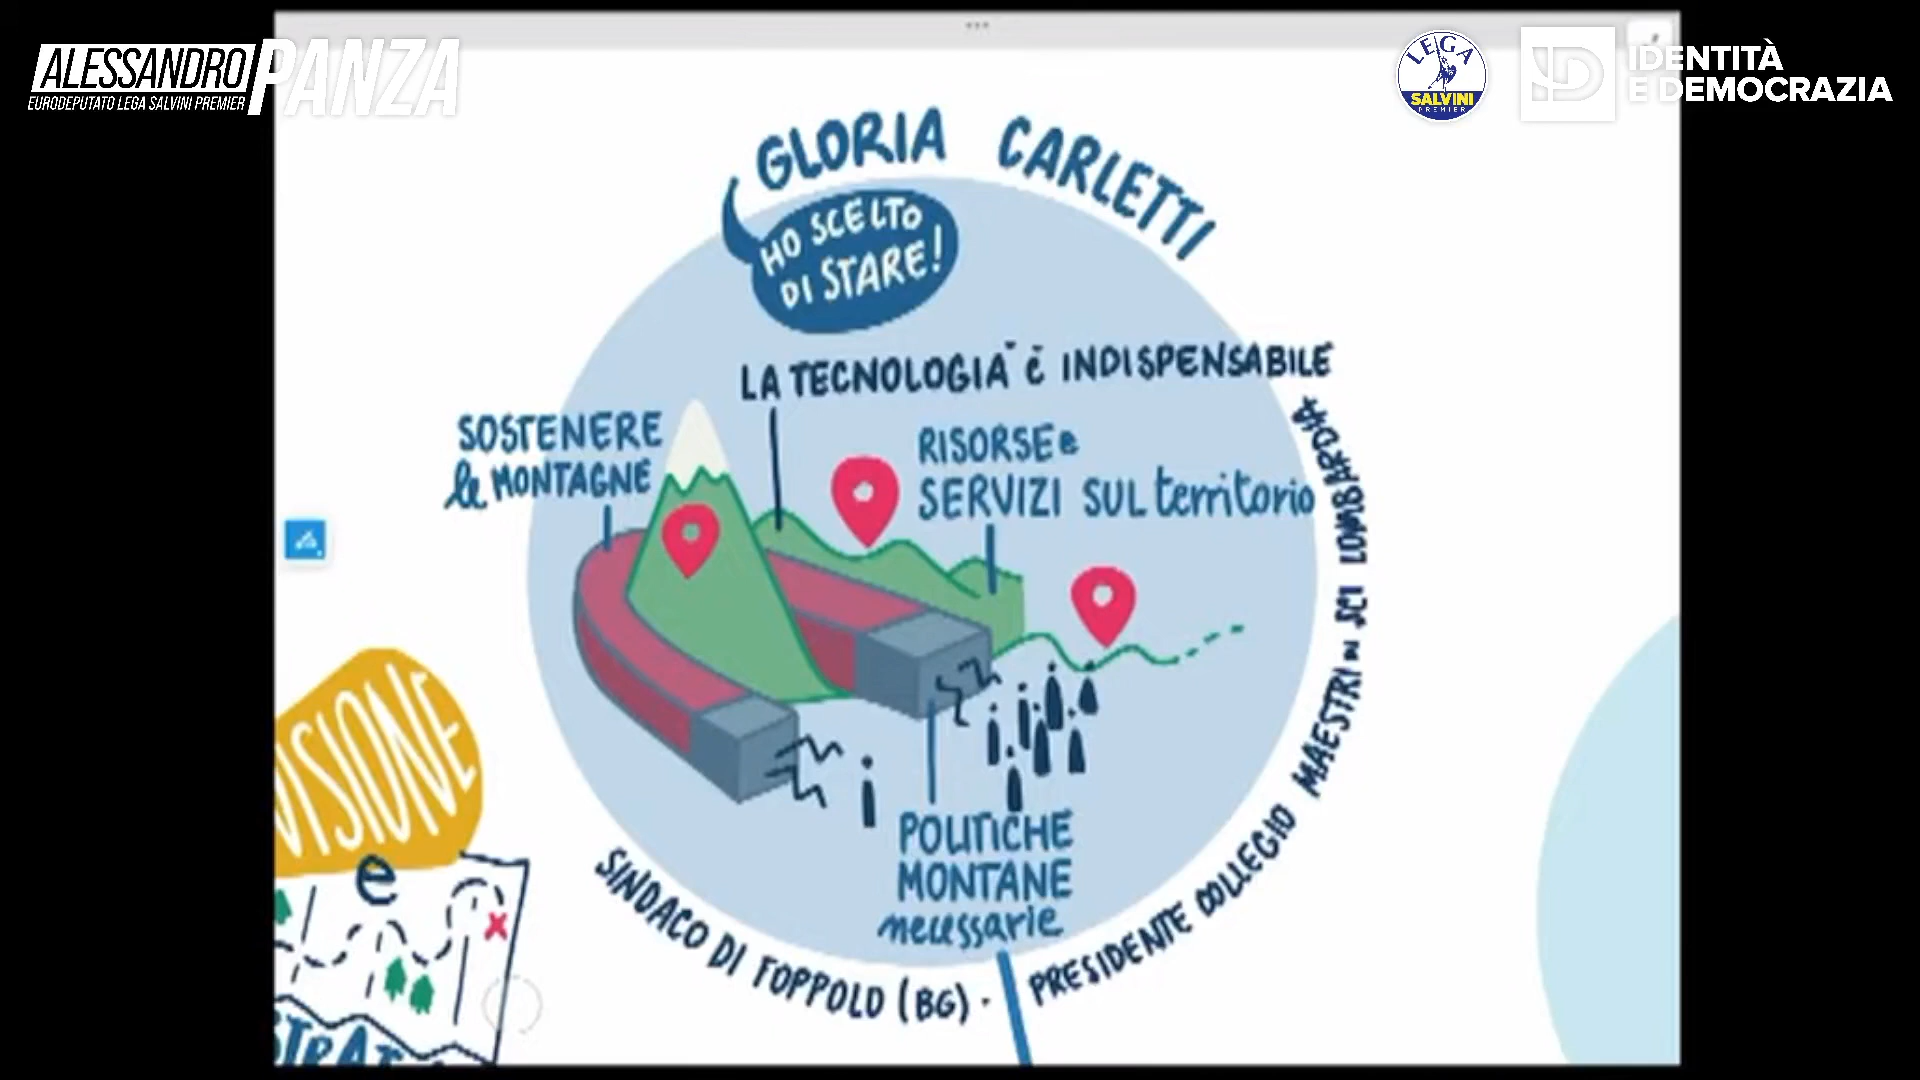 ALESSANDRO PANZA
EURODEPUTATO LEGA SALVINI PREMIER
LEGA
SALVINI
PREMIER
ID
IDENTITÀ
E DEMOCRAZIA
GLORIA CARLETTI
HO SCELTO
DI STARE!
LA TECNOLOGIA è INDISPENSABILE
SOSTENERE
le MONTAGNE
RISORSE e
SERVIZI SUL territorio
POLITICHE
MONTANE
necessarie
SINDACO DI FOPPOLO (BG) · PRESIDENTE COLLEGIO MAESTRI DI SCI LOMBARDIA
VISIONE
e